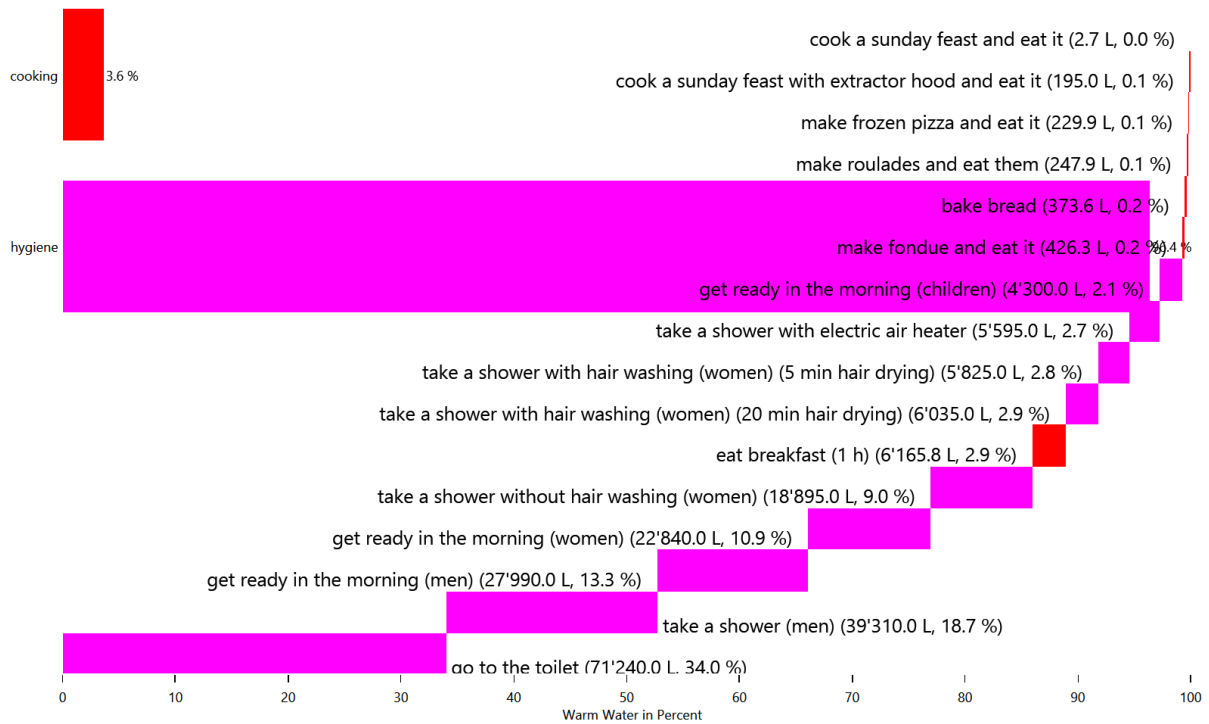 cook a sunday feast and eat it (2.7 L, 0.0 %)
cooking
3.6 %
cook a sunday feast with extractor hood and eat it (195.0 L, 0.1 %)
make frozen pizza and eat it (229.9 L, 0.1 %)
make roulades and eat them (247.9 L, 0.1 %)
bake bread (373.6 L, 0.2 %)
hygiene
make fondue and eat it (426.3 L, 0.2 %)
get ready in the morning (children) (4'300.0 L, 2.1 %)
take a shower with electric air heater (5'595.0 L, 2.7 %)
take a shower with hair washing (women) (5 min hair drying) (5'825.0 L, 2.8 %)
take a shower with hair washing (women) (20 min hair drying) (6'035.0 L, 2.9 %)
eat breakfast (1 h) (6'165.8 L, 2.9 %)
take a shower without hair washing (women) (18'895.0 L, 9.0 %)
get ready in the morning (women) (22'840.0 L, 10.9 %)
get ready in the morning (men) (27'990.0 L, 13.3 %)
take a shower (men) (39'310.0 L, 18.7 %)
go to the toilet (71'240.0 L, 34.0 %)
0 10 20 30 40 50 60 70 80 90 100
Warm Water in Percent